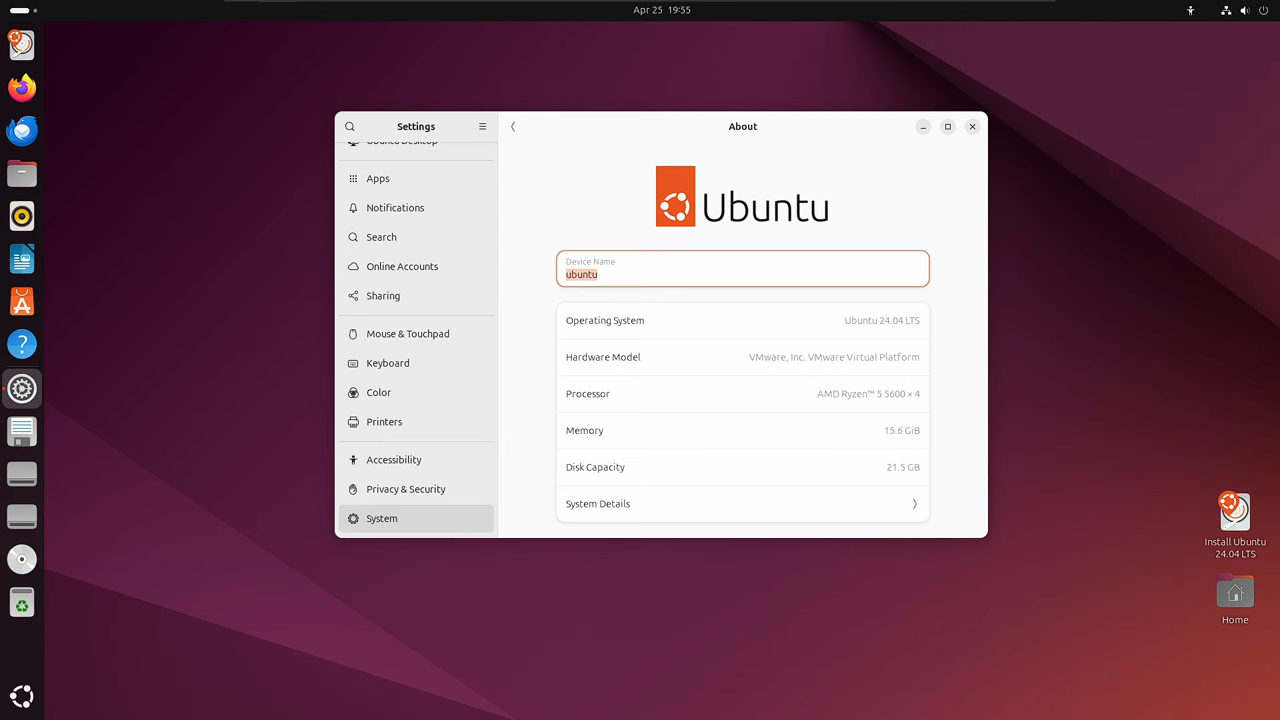 Apr 25 19:55
Settings
About
Ubuntu Desktop
Apps
Notifications
Search
Online Accounts
Sharing
Mouse & Touchpad
Keyboard
Color
Printers
Accessibility
Privacy & Security
System
Ubuntu
Device Name
ubuntu
Operating System Ubuntu 24.04 LTS
Hardware Model VMware, Inc. VMware Virtual Platform
Processor AMD Ryzen™ 5 5600 × 4
Memory 15.6 GiB
Disk Capacity 21.5 GB
System Details
Install Ubuntu
24.04 LTS
Home